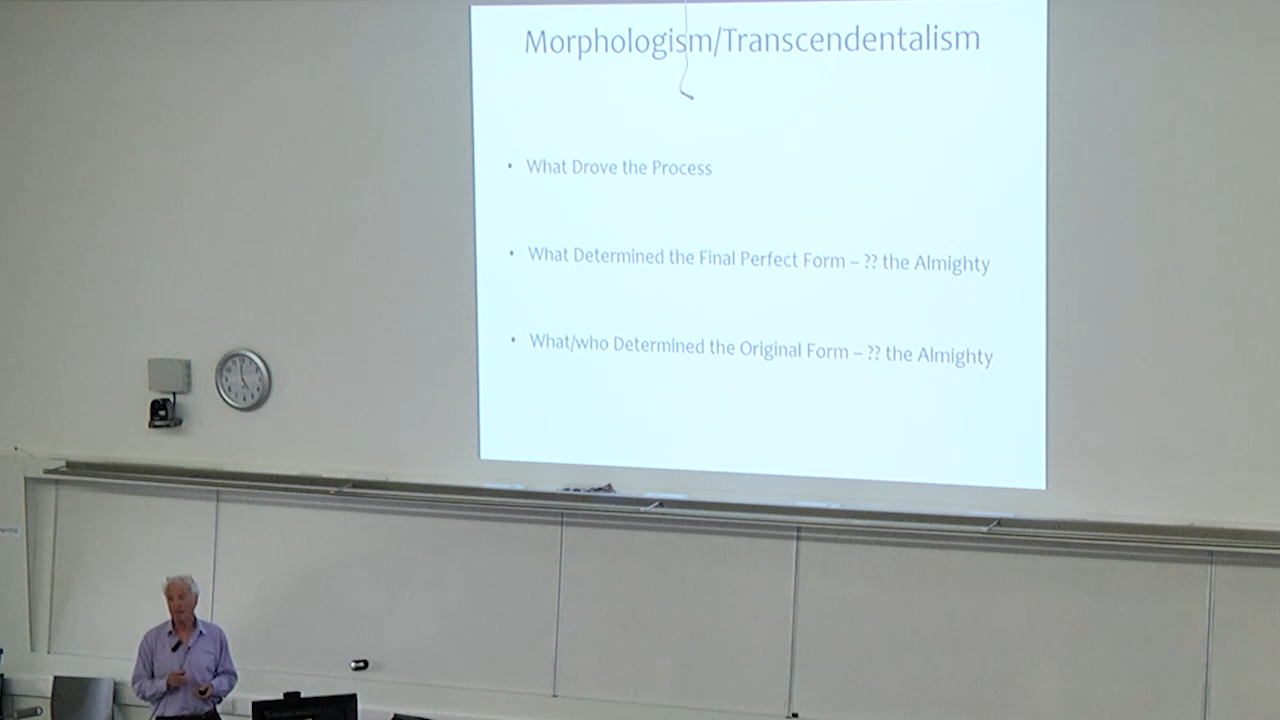 Morphologism/Transcendentalism
• What Drove the Process
• What Determined the Final Perfect Form – ?? the Almighty
• What/who Determined the Original Form – ?? the Almighty